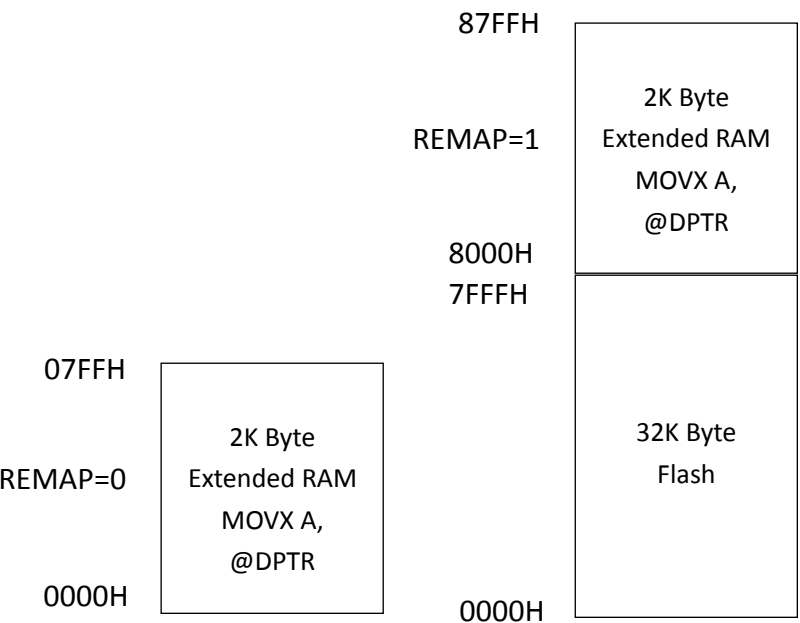 87FFH
REMAP=1
2K Byte
Extended RAM
MOVX A,
@DPTR
8000H
7FFFH
32K Byte
Flash
0000H
07FFH
REMAP=0
2K Byte
Extended RAM
MOVX A,
@DPTR
0000H